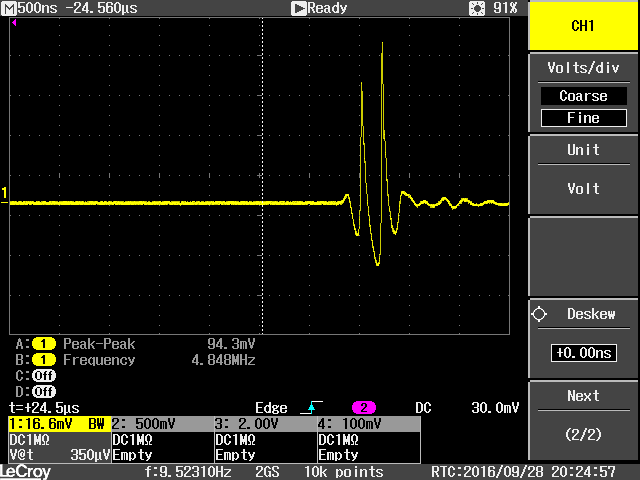 M 500ns -24.560µs Ready 91%
CH1
Volts/div
Coarse
Fine
Unit
Volt
1
Deskew
+0.00ns
A: 1 Peak-Peak 94.3mV
B: 1 Frequency 4.848MHz
C: Off
D: Off
Next
(2/2)
t=+24.5µs Edge 2 DC 30.0mV
1:16.6mV BW 2: 500mV 3: 2.00V 4: 100mV
DC1MΩ DC1MΩ DC1MΩ DC1MΩ
V@t 350µV Empty Empty Empty
LeCroy f:9.52310Hz 2GS 10k points RTC:2016/09/28 20:24:57